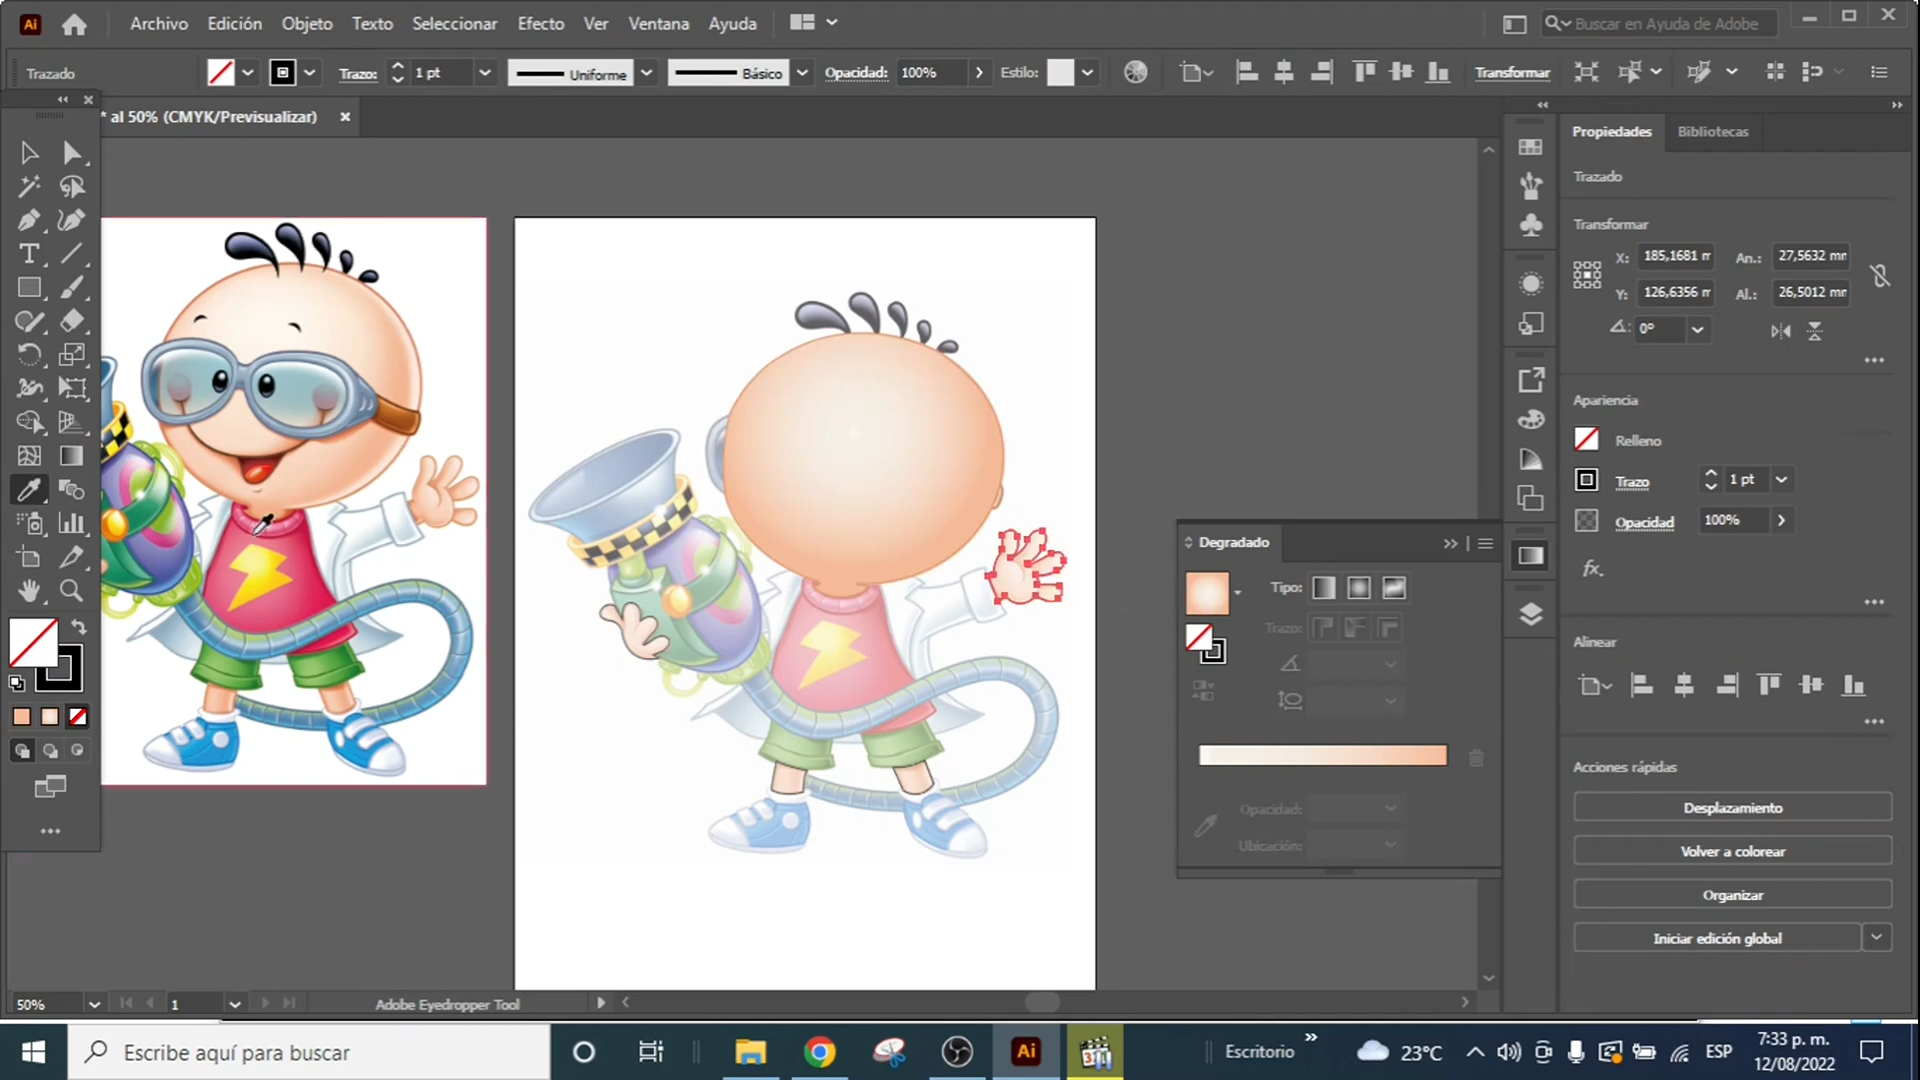 Ai
Archivo Edición Objeto Texto Seleccionar Efecto Ver Ventana Ayuda
Buscar en Ayuda de Adobe
Trazado Trazo: 1 pt Uniforme Básico Opacidad: 100% Estilo: Transformar
* al 50% (CMYK/Previsualizar)
Propiedades Bibliotecas
Trazado
Transformar
X: 185,1681 m An.: 27,5632 mm
Y: 126,6356 m Al.: 26,5012 mm
0°
Apariencia
Relleno
Trazo 1 pt
Opacidad 100%
fx.
Degradado
Tipo:
Trazo:
Opacidad:
Ubicación:
Alinear
Acciones rápidas
Desplazamiento
Volver a colorear
Organizar
Iniciar edición global
50% 1 Adobe Eyedropper Tool
Escribe aquí para buscar
Ai
Escritorio
23°C
ESP
7:33 p. m.
12/08/2022